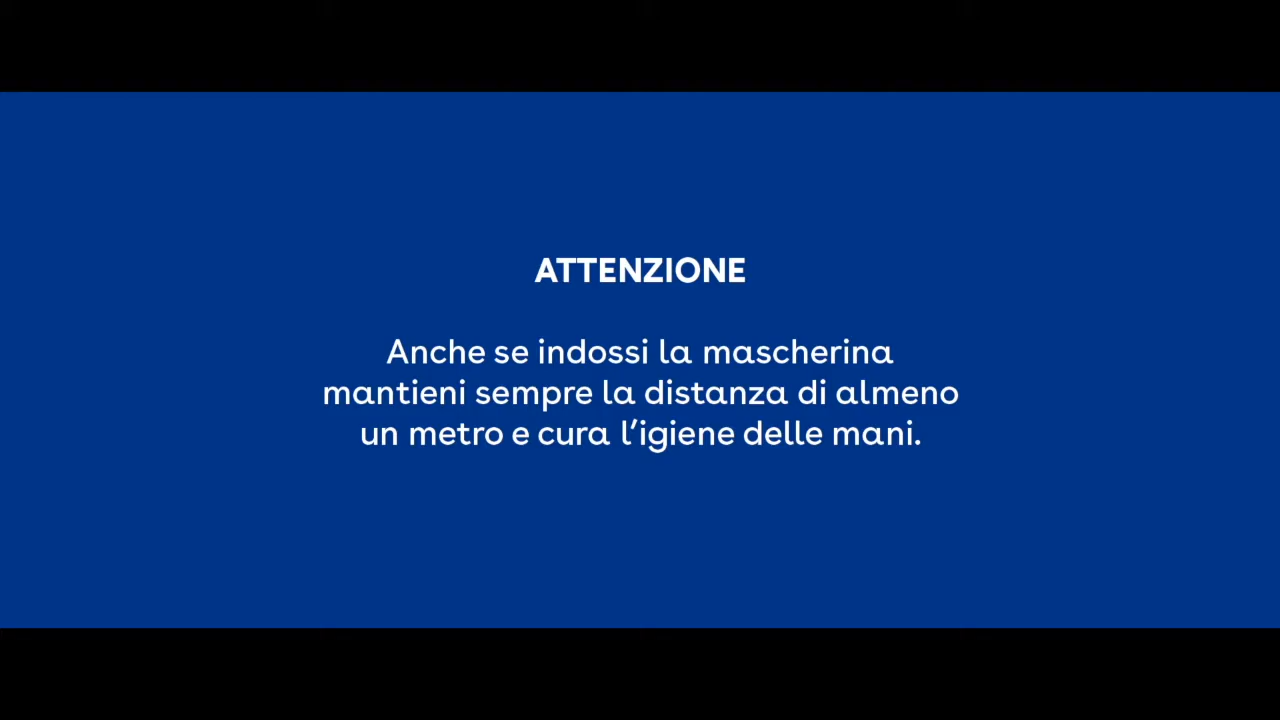 ATTENZIONE
Anche se indossi la mascherina
mantieni sempre la distanza di almeno
un metro e cura l’igiene delle mani.